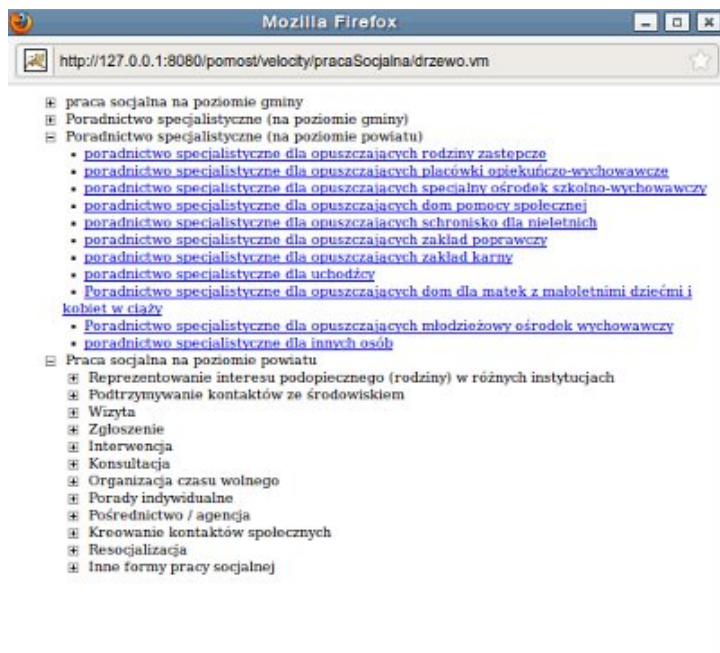 Mozilla Firefox
http://127.0.0.1:8080/pomost/velocity/pracaSocjalna/drzewo.vm
praca socjalna na poziomie gminy
Poradnictwo specjalistyczne (na poziomie gminy)
Poradnictwo specjalistyczne (na poziomie powiatu)
poradnictwo specjalistyczne dla opuszczających rodziny zastępcze
poradnictwo specjalistyczne dla opuszczających placówki opiekuńczo-wychowawcze
poradnictwo specjalistyczne dla opuszczających specjalny ośrodek szkolno-wychowawczy
poradnictwo specjalistyczne dla opuszczających dom pomocy społecznej
poradnictwo specjalistyczne dla opuszczających schronisko dla nieletnich
poradnictwo specjalistyczne dla opuszczających zakład poprawczy
poradnictwo specjalistyczne dla opuszczających zakład karny
poradnictwo specjalistyczne dla uchodźcy
Poradnictwo specjalistyczne dla opuszczających dom dla matek z małoletnimi dziećmi i
kobiet w ciąży
Poradnictwo specjalistyczne dla opuszczających młodzieżowy ośrodek wychowawczy
poradnictwo specjalistyczne dla innych osób
Praca socjalna na poziomie powiatu
Reprezentowanie interesu podopiecznego (rodziny) w różnych instytucjach
Podtrzymywanie kontaktów ze środowiskiem
Wizyta
Zgłoszenie
Interwencja
Konsultacja
Organizacja czasu wolnego
Porady indywidualne
Pośrednictwo / agencja
Kreowanie kontaktów społecznych
Resocjalizacja
Inne formy pracy socjalnej